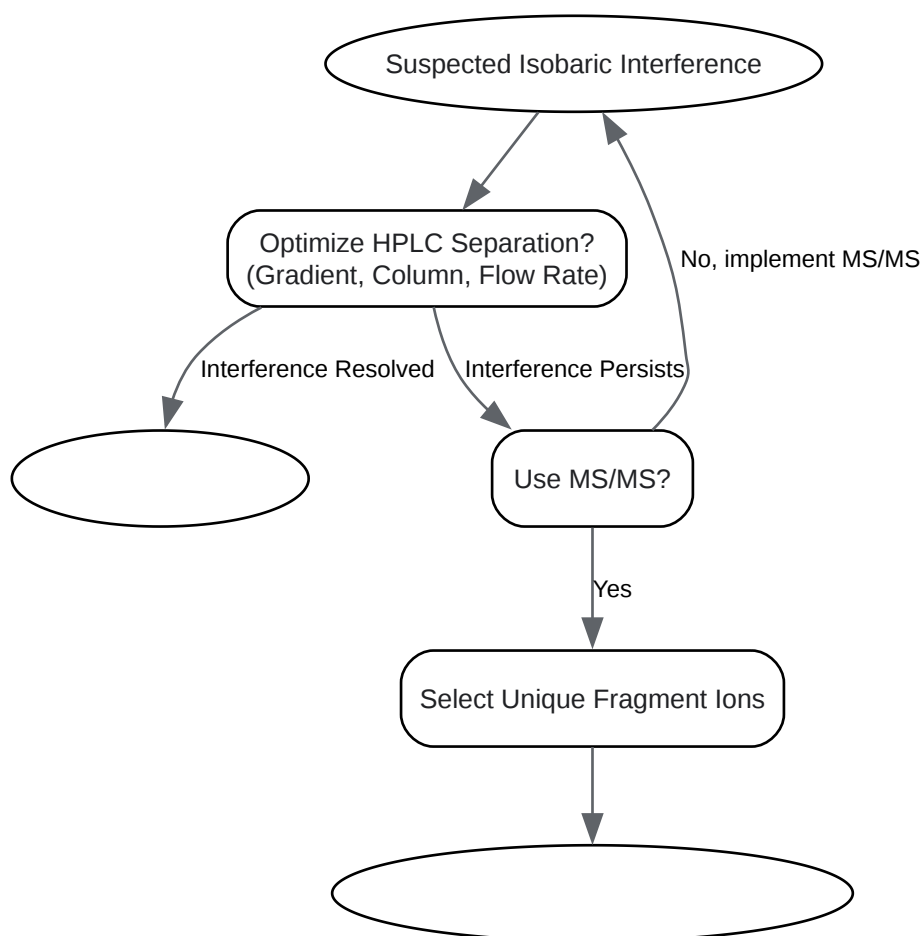 Suspected Isobaric Interference
Optimize HPLC Separation?
(Gradient, Column, Flow Rate)
No, implement MS/MS
Interference Resolved
Interference Persists
Use MS/MS?
Yes
Select Unique Fragment Ions